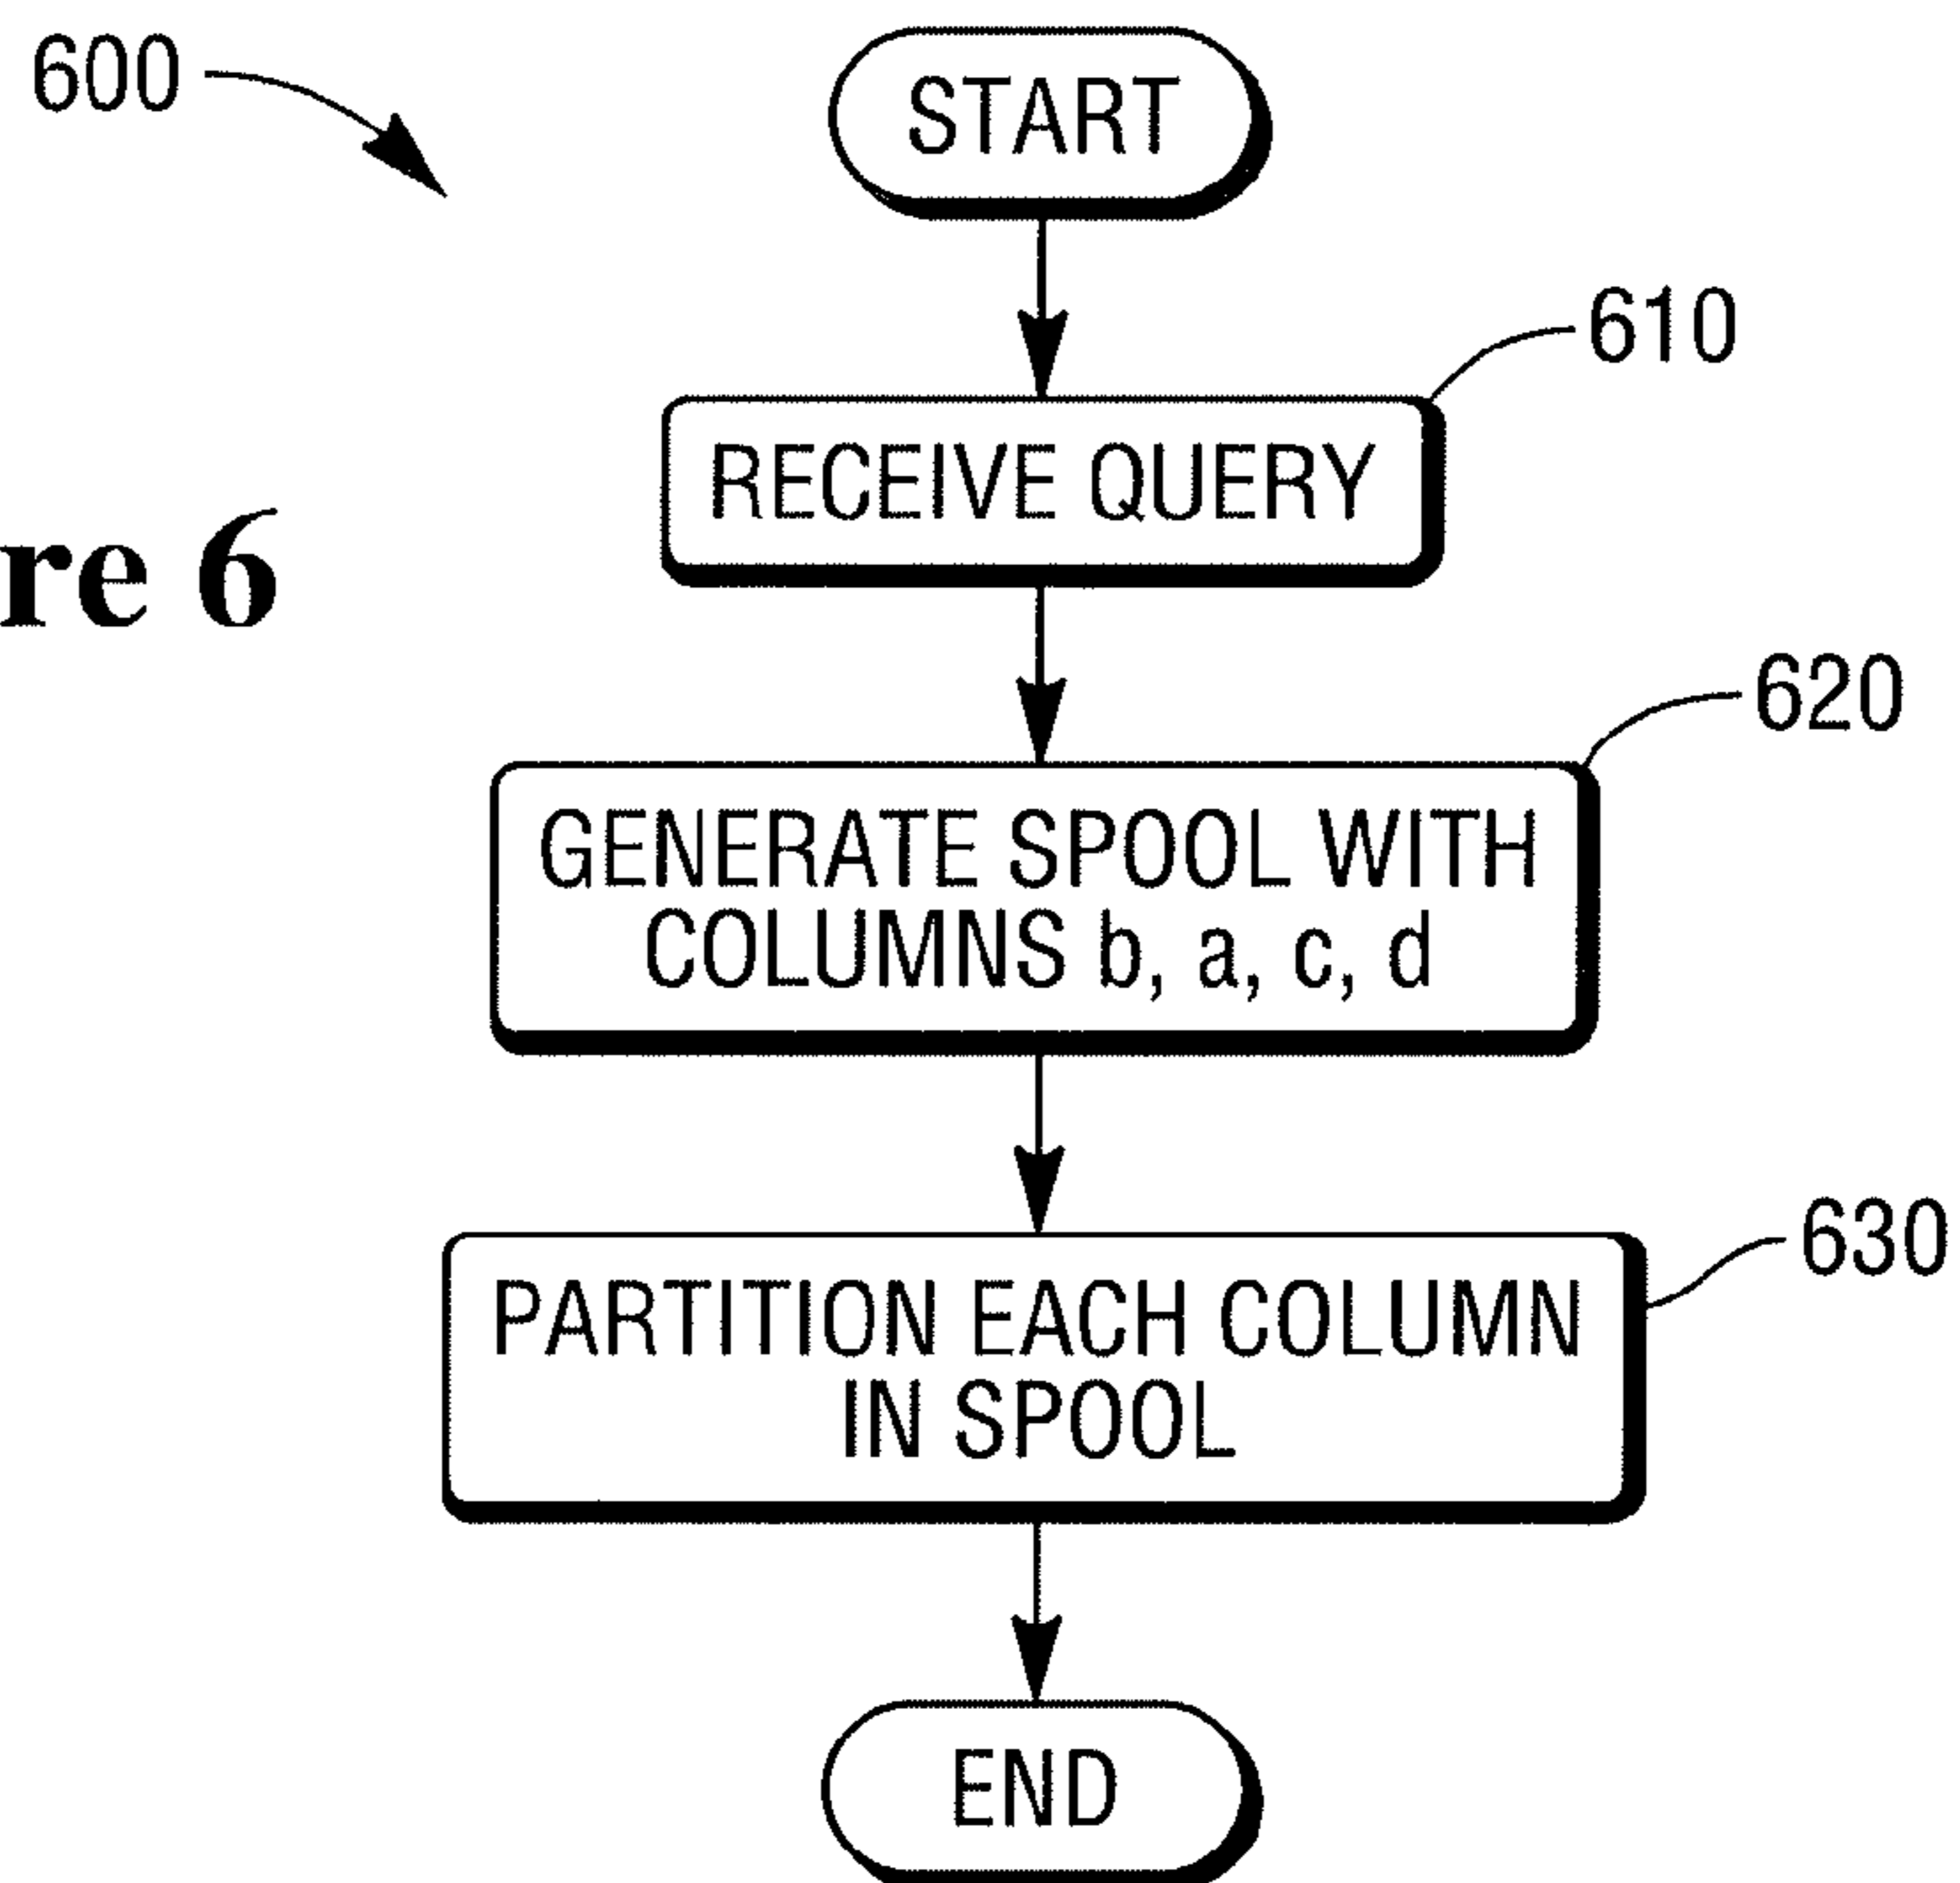 600
START
610
RECEIVE QUERY
re 6
620
GENERATE SPOOL WITH
COLUMNS b, a, c, d
630
PARTITION EACH COLUMN
IN SPOOL
END